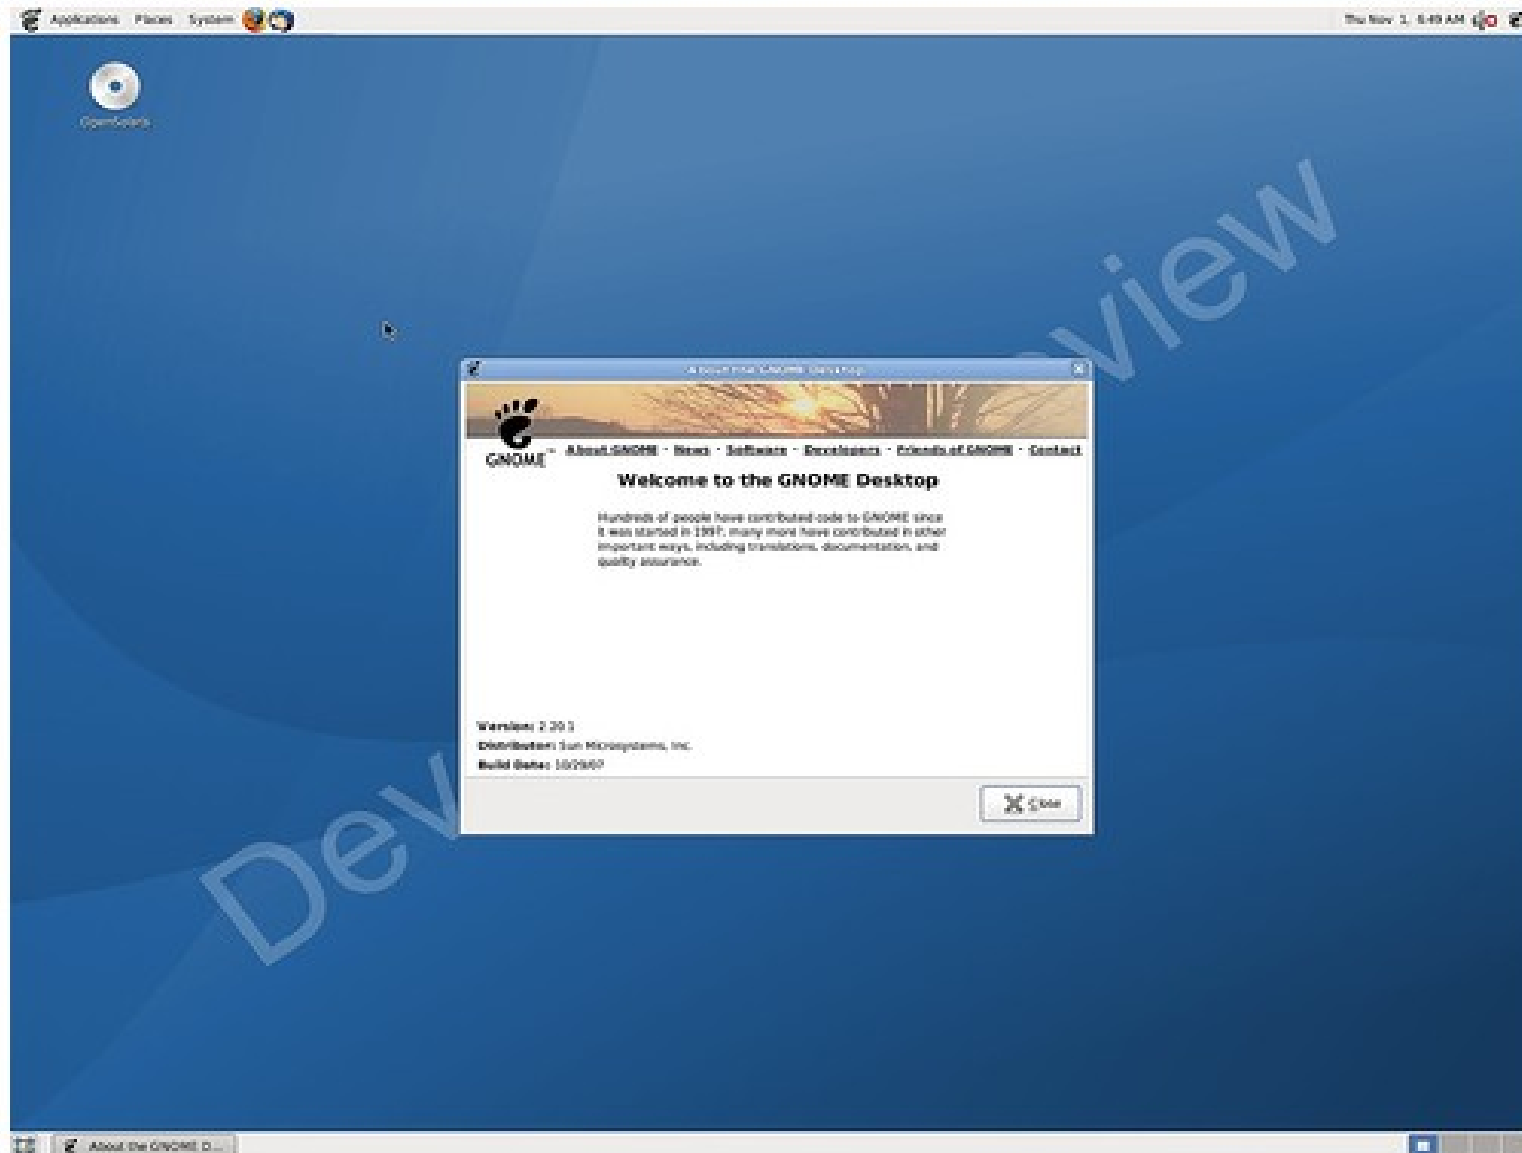 Applications Places System
Thu Nov 1, 6:49 AM
OpenSolaris
About the GNOME Desktop
GNOME™
About GNOME - News - Software - Developers - Friends of GNOME - Contact
Welcome to the GNOME Desktop
Hundreds of people have contributed code to GNOME since
it was started in 1997; many more have contributed in other
important ways, including translations, documentation, and
quality assurance.
Version: 2.20.1
Distributor: Sun Microsystems, Inc.
Build Date: 10/29/07
Close
Dev
view
About the GNOME D...